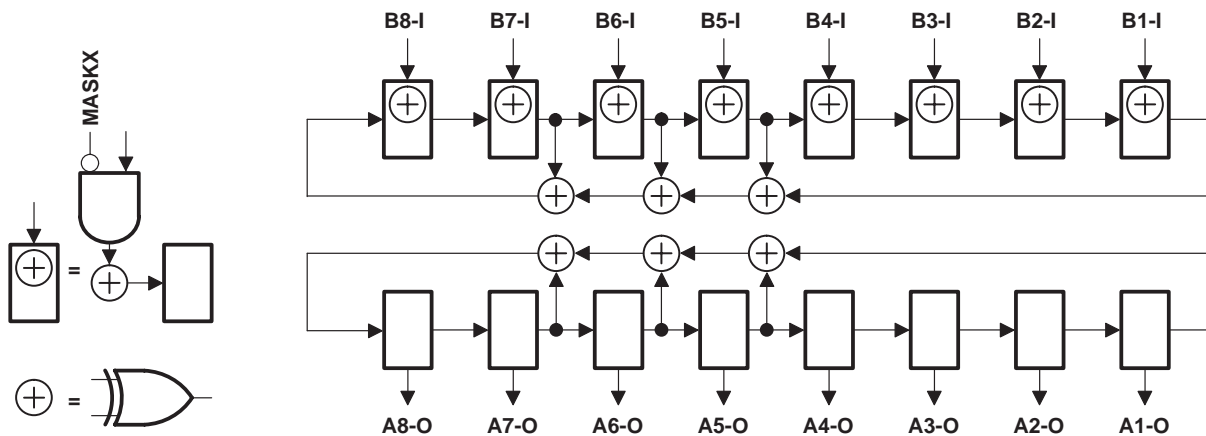 B8-I B7-I B6-I B5-I B4-I B3-I B2-I B1-I
MASKX
=
=
A8-O A7-O A6-O A5-O A4-O A3-O A2-O A1-O